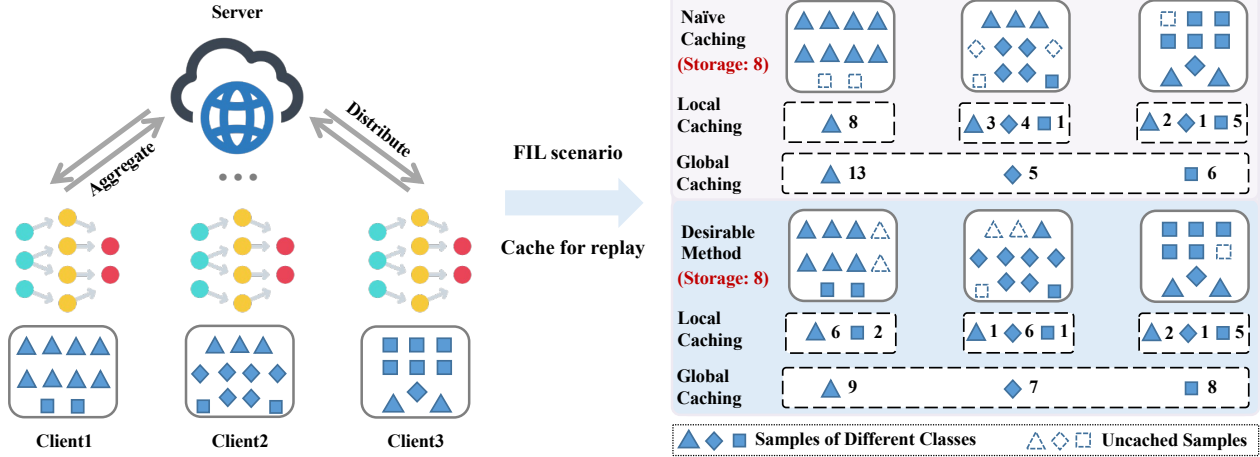 Server
Aggregate
Distribute
...
Client1
Client2
Client3
FIL scenario
Cache for replay
Naïve
Caching
(Storage: 8)
Local
Caching
8
3 4 1
2 1 5
Global
Caching
13
5
6
Desirable
Method
(Storage: 8)
Local
Caching
6 2
1 6 1
2 1 5
Global
Caching
9
7
8
Samples of Different Classes
Uncached Samples